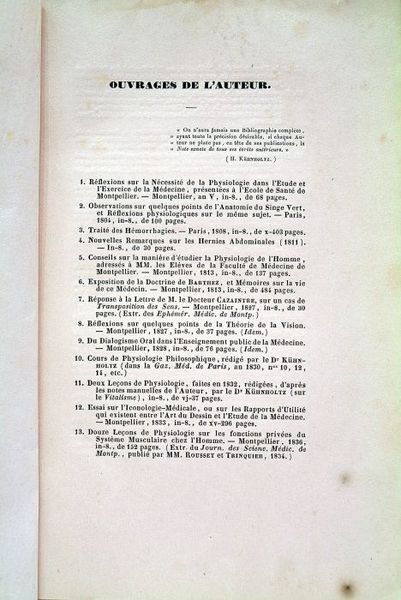 OUVRAGES DE L'AUTEUR.
« On n'aura jamais une Bibliographie complète,
» ayant toute la précision désirable, si chaque Au-
» teur ne place pas, en tête de ses publications, la
» Note exacte de tous ses écrits antérieurs. »
(H. KÜHNHOLTZ.)
1. Réflexions sur la Nécessité de la Physiologie dans l'Etude et
l'Exercice de la Médecine, présentées à l'Ecole de Santé de
Montpellier. — Montpellier, an V, in-8., de 68 pages.
2. Observations sur quelques points de l'Anatomie du Singe Vert,
et Réflexions physiologiques sur le même sujet. — Paris,
1804, in-8., de 100 pages.
3. Traité des Hémorrhagies. — Paris, 1808, in-8., de x-403 pages.
4. Nouvelles Remarques sur les Hernies Abdominales (1811).
— In-8., de 30 pages.
5. Conseils sur la manière d'étudier la Physiologie de l'Homme,
adressés à MM. les Elèves de la Faculté de Médecine de
Montpellier. — Montpellier, 1813, in-8., de 137 pages.
6. Exposition de la Doctrine de BARTHEZ, et Mémoires sur la vie
de ce Médecin. — Montpellier, 1818, in-8., de 484 pages.
7. Réponse à la Lettre de M. le Docteur CAZAINTRE, sur un cas de
Transposition des Sens. — Montpellier, 1827, in-8., de 30
pages. (Extr. des Ephémér. Médic. de Montp.)
8. Réflexions sur quelques points de la Théorie de la Vision.
— Montpellier, 1827, in-8., de 37 pages. (Idem.)
9. Du Dialogisme Oral dans l'Enseignement public de la Médecine.
— Montpellier, 1828, in-8., de 76 pages. (Idem.)
10. Cours de Physiologie Philosophique, rédigé par le Dr KÜHN-
HOLTZ (dans la Gaz. Méd. de Paris, an 1830, nos 10, 12,
14, etc.)
11. Deux Leçons de Physiologie, faites en 1832, rédigées, d'après
les notes manuelles de l'Auteur, par le Dr KÜHNHOLTZ (sur
le Vitalisme), in-8., de vj-37 pages.
12. Essai sur l'Iconologie-Médicale, ou sur les Rapports d'Utilité
qui existent entre l'Art du Dessin et l'Etude de la Médecine.
— Montpellier, 1833, in-8., de xv-296 pages.
13. Douze Leçons de Physiologie sur les fonctions privées du
Système Musculaire chez l'Homme. — Montpellier, 1836,
in-8., de 152 pages. (Extr. du Journ. des Scienc. Médic. de
Montp., publié par MM. ROUSSET et TRINQUIER, 1834.)